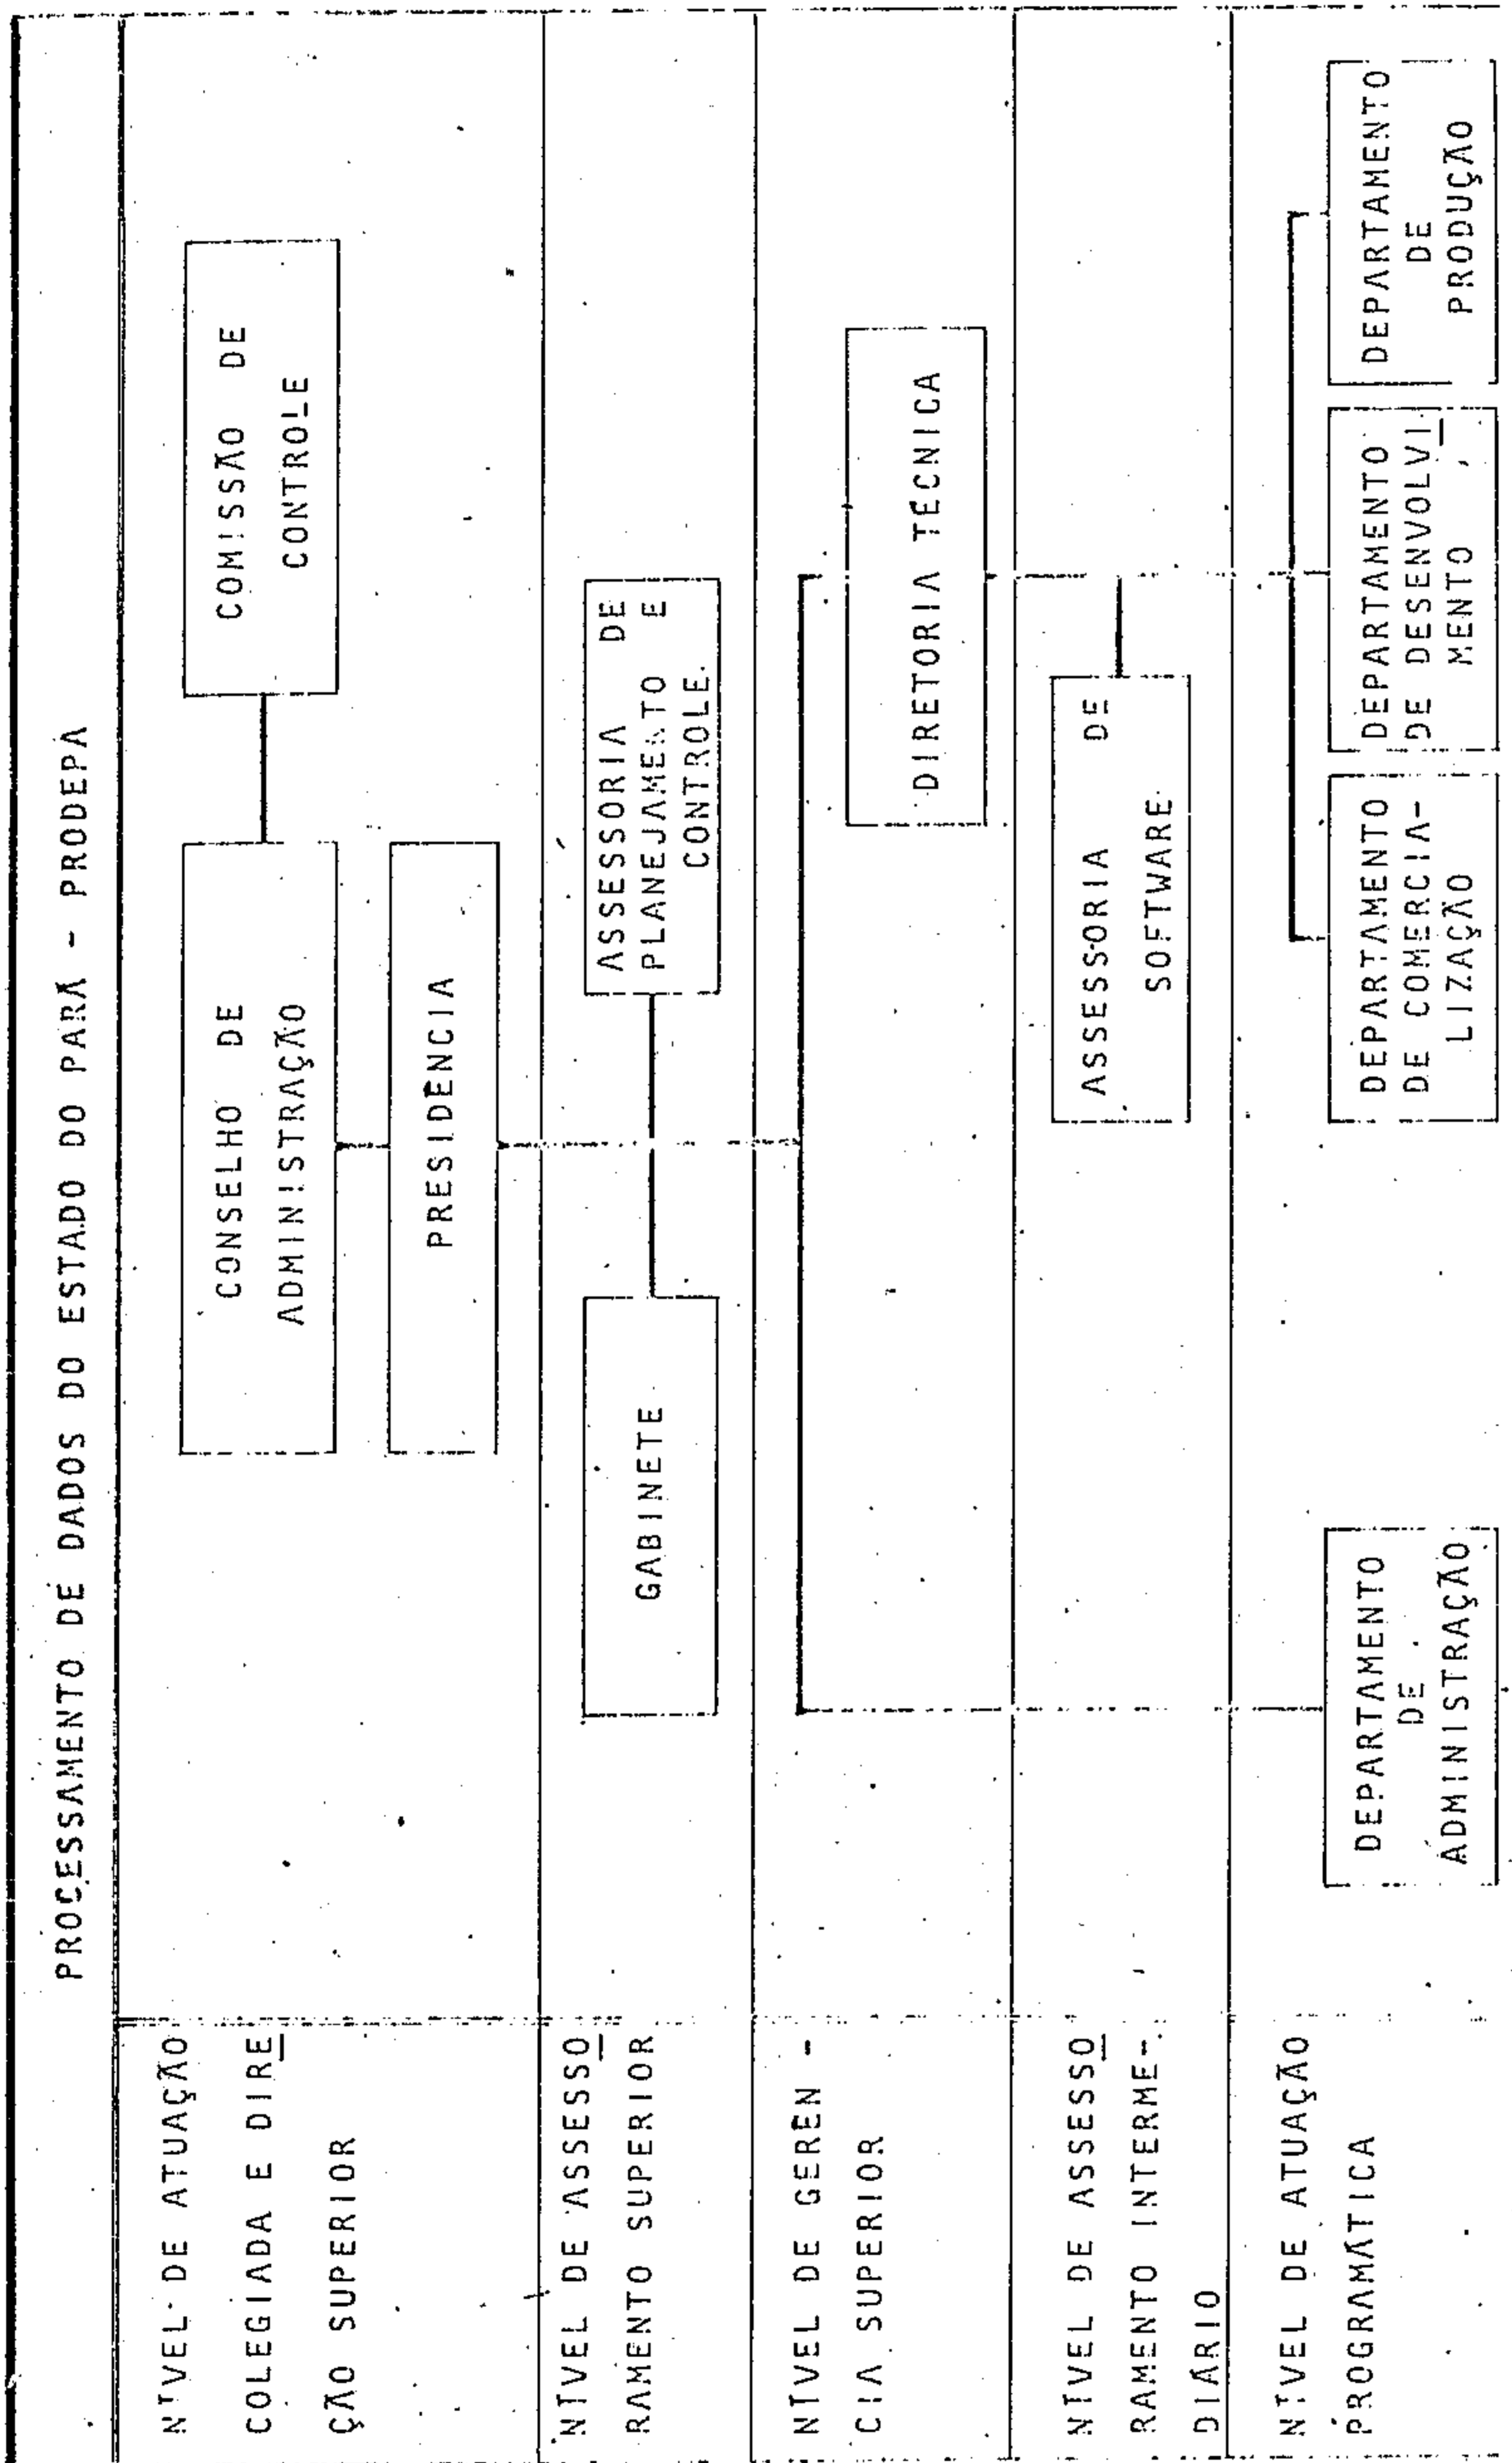 PROCESSAMENTO DE DADOS DO ESTADO DO PARÁ - PRODEPA
NÍVEL DE ATUAÇÃO
COLEGIADA E DIRE
ÇÃO SUPERIOR
CONSELHO DE
ADMINISTRAÇÃO
COMISSÃO DE
CONTROLE
PRESIDÊNCIA
NÍVEL DE ASSESSO
RAMENTO SUPERIOR
GABINETE
ASSESSORIA DE
PLANEJAMENTO E
CONTROLE
NÍVEL DE GERÊN -
CIA SUPERIOR
DIRETORIA TÉCNICA
NÍVEL DE ASSESSO
RAMENTO INTERME-
DIÁRIO
ASSESSORIA DE
SOFTWARE
NÍVEL DE ATUAÇÃO
PROGRAMÁTICA
DEPARTAMENTO
DE
ADMINISTRAÇÃO
DEPARTAMENTO
DE COMERCIA-
LIZAÇÃO
DEPARTAMENTO
DE DESENVOLVI
MENTO
DEPARTAMENTO
DE
PRODUÇÃO